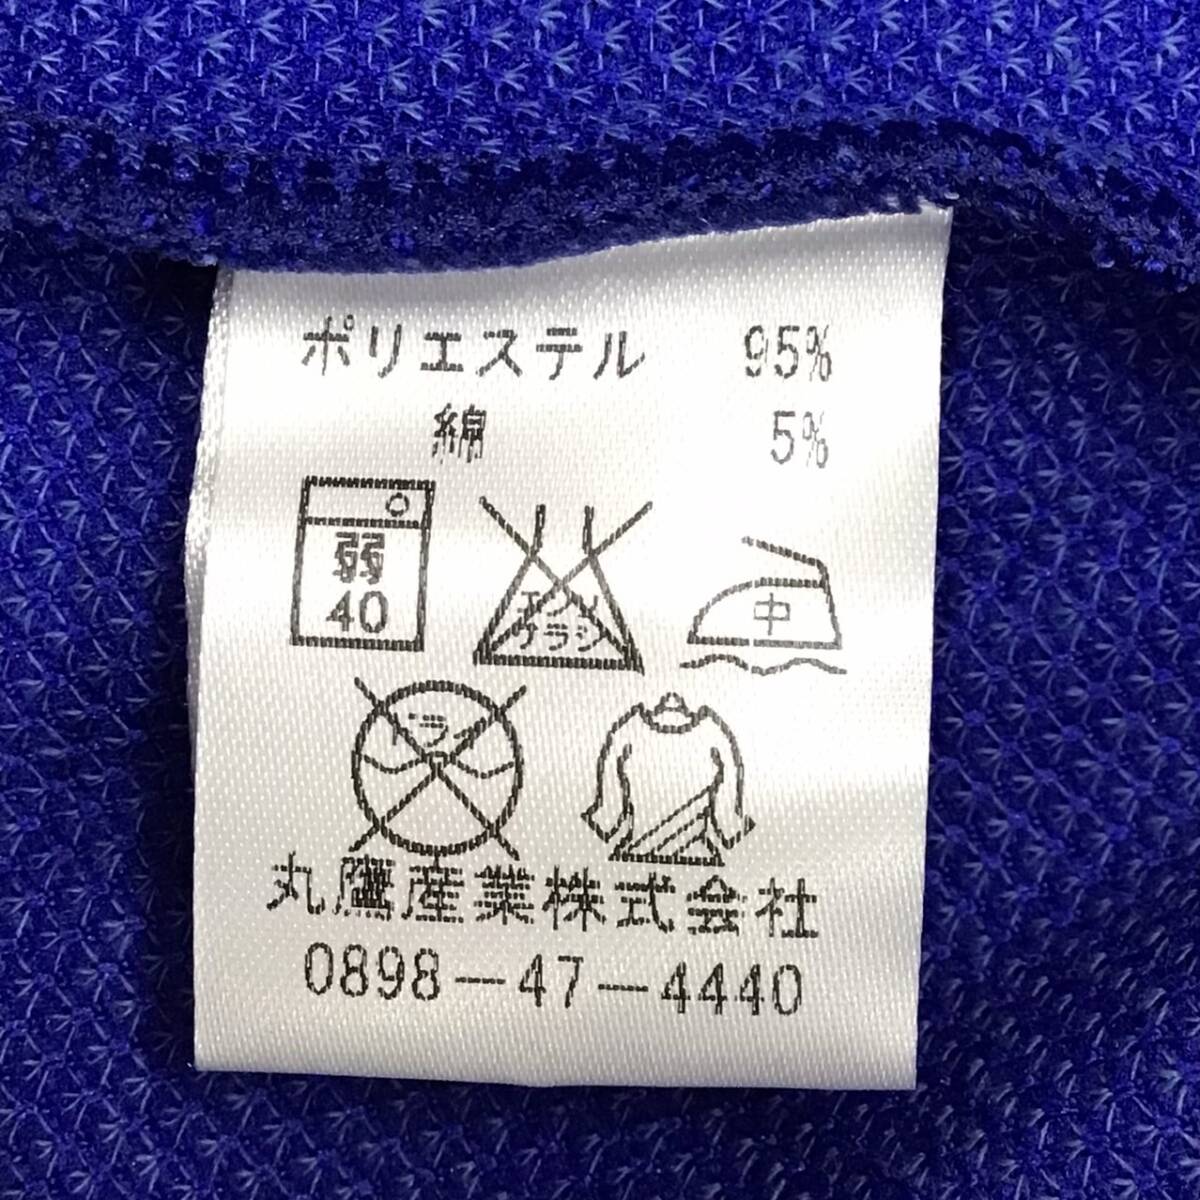 ポリエステル 95%
綿 5%
弱
40
エンソ
サラシ
中
ドライ
丸鷹産業株式会社
0898-47-4440